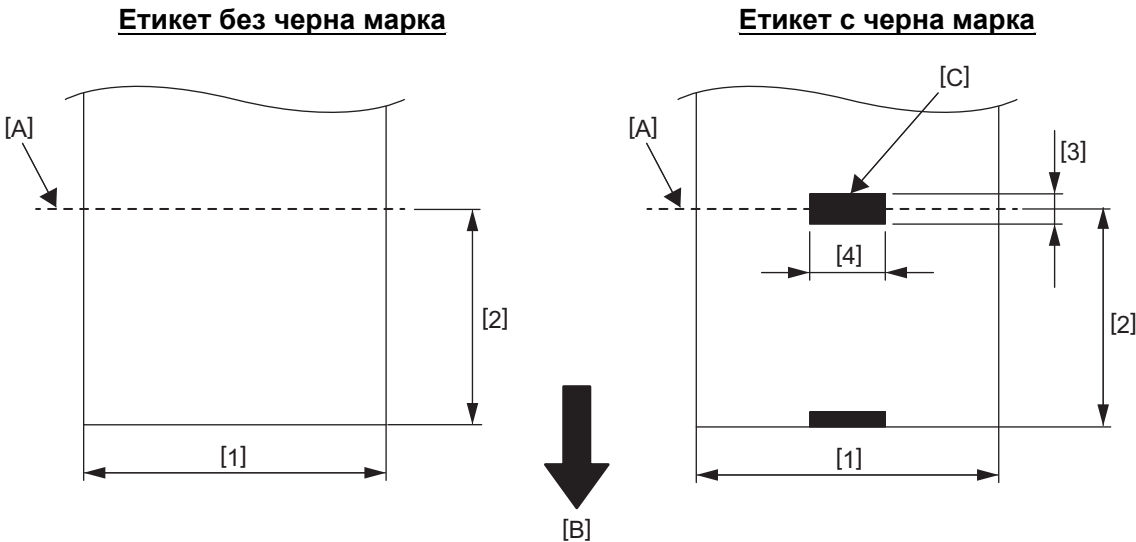 Етикет без черна марка
Етикет с черна марка
[A]
[2]
[1]
[B]
[C]
[A]
[3]
[4]
[2]
[1]